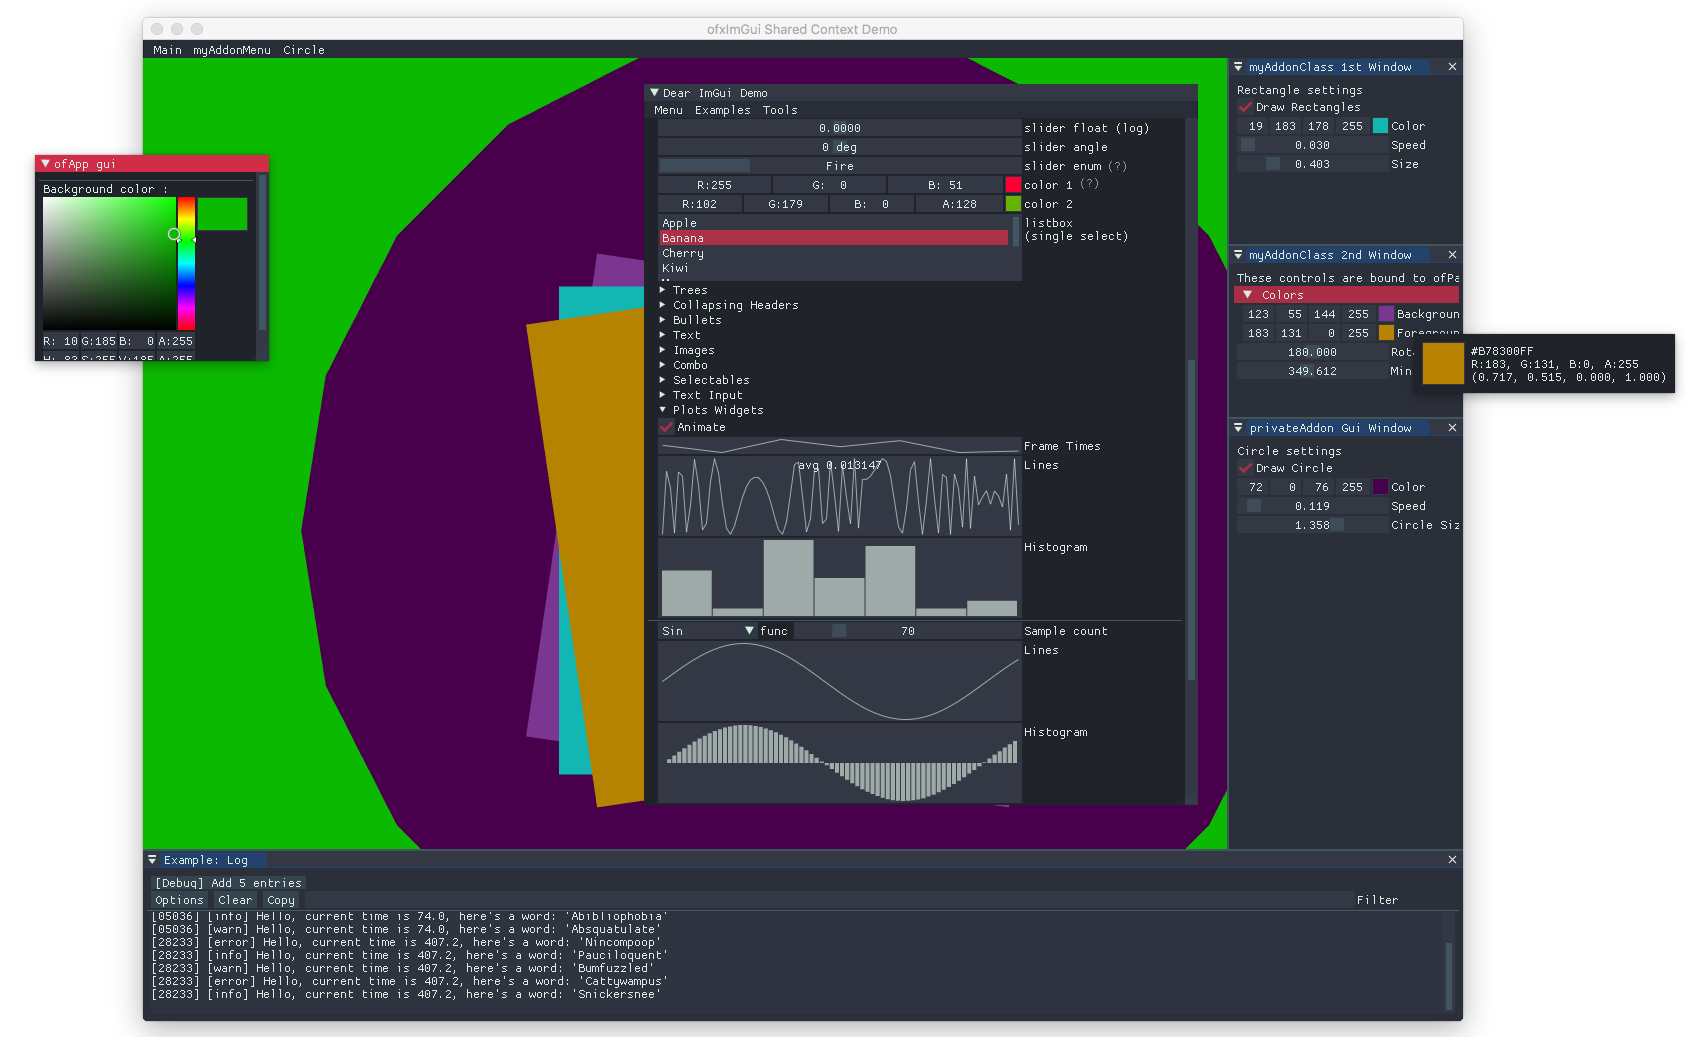 ofxImGui Shared Context Demo
Main myAddonMenu Circle
ofApp gui
Background color :
R: 10 G:185 B: 0 A:255
H: 83 S:255 V:185 A:255
Dear ImGui Demo
Menu Examples Tools
0.0000 slider float (log)
0 deg slider angle
Fire slider enum (?)
R:255 G: 0 B: 51 color 1 (?)
R:102 G:179 B: 0 A:128 color 2
Apple listbox
Banana (single select)
Cherry
Kiwi
Trees
Collapsing Headers
Bullets
Text
Images
Combo
Selectables
Text Input
Plots Widgets
Animate
Frame Times
avg 0.013147 Lines
Histogram
Sin func 70 Sample count
Lines
Histogram
myAddonClass 1st Window
Rectangle settings
Draw Rectangles
19 183 178 255 Color
0.030 Speed
0.403 Size
myAddonClass 2nd Window
These controls are bound to ofPa
Colors
123 55 144 255 Backgroun
183 131 0 255 Foregroun
180.000 Rot
349.612 Min
#B78300FF
R:183, G:131, B:0, A:255
(0.717, 0.515, 0.000, 1.000)
privateAddon Gui Window
Circle settings
Draw Circle
72 0 76 255 Color
0.119 Speed
1.358 Circle Siz
Example: Log
[Debug] Add 5 entries
Options Clear Copy Filter
[05036] [info] Hello, current time is 74.0, here's a word: 'Abibliophobia'
[05036] [warn] Hello, current time is 74.0, here's a word: 'Absquatulate'
[28233] [error] Hello, current time is 407.2, here's a word: 'Nincompoop'
[28233] [info] Hello, current time is 407.2, here's a word: 'Pauciloquent'
[28233] [warn] Hello, current time is 407.2, here's a word: 'Bumfuzzled'
[28233] [error] Hello, current time is 407.2, here's a word: 'Cattywampus'
[28233] [info] Hello, current time is 407.2, here's a word: 'Snickersnee'